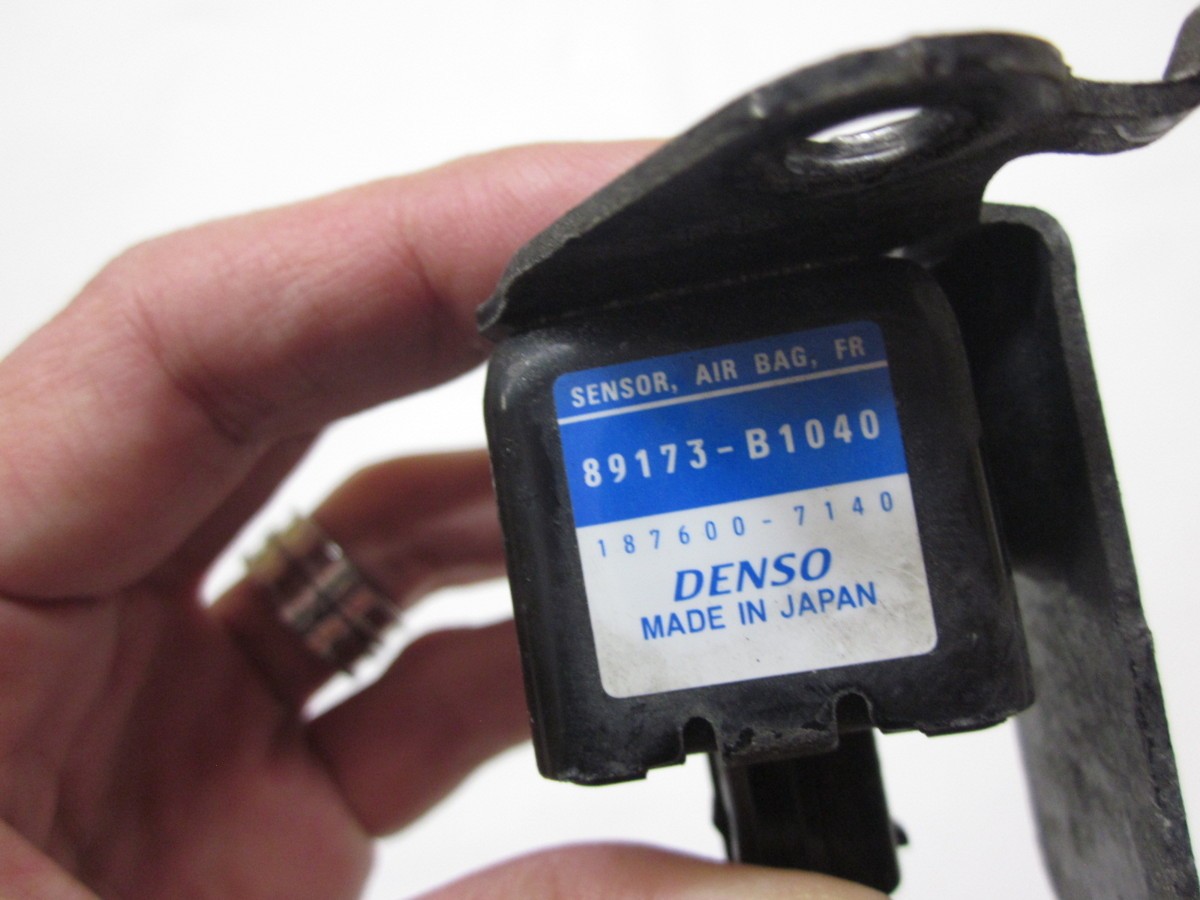 SENSOR, AIR BAG, FR
89173-B1040
187600-7140
DENSO
MADE IN JAPAN